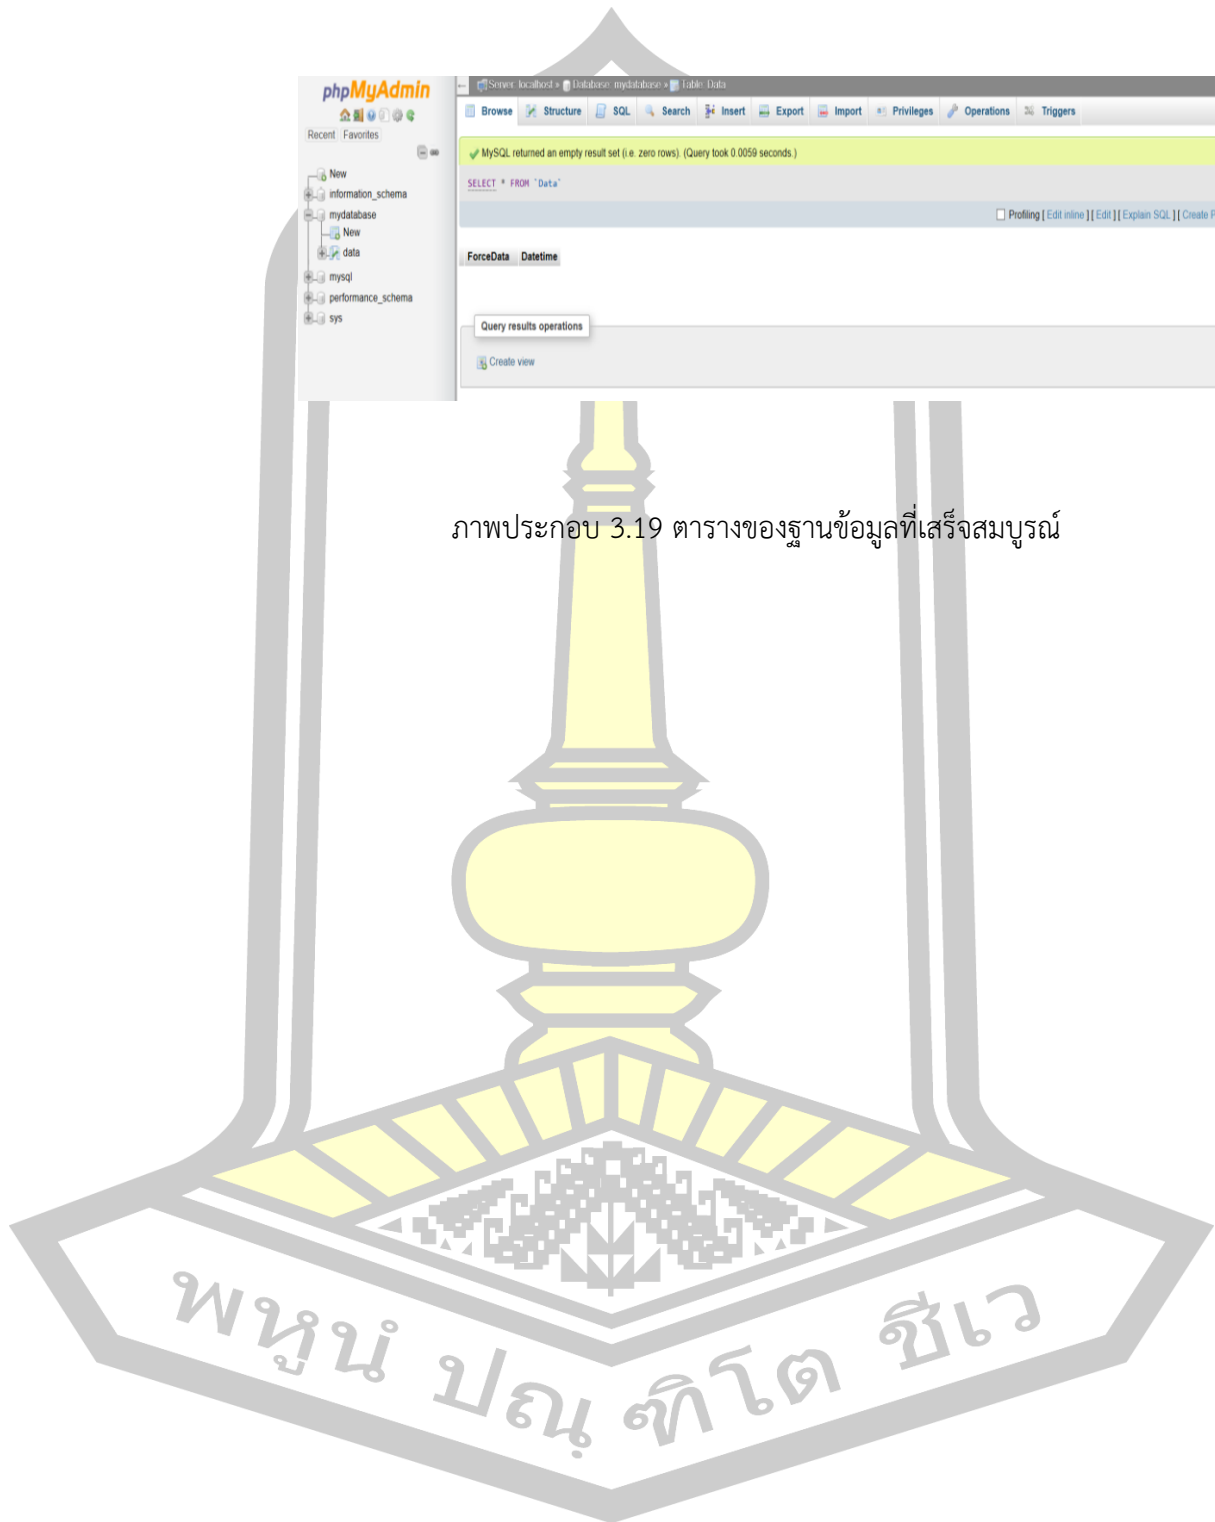 phpMyAdmin
Recent Favorites
New
information_schema
mydatabase
New
data
mysql
performance_schema
sys
Server: localhost » Database: mydatabase » Table: Data
Browse Structure SQL Search Insert Export Import Privileges Operations Triggers
MySQL returned an empty result set (i.e. zero rows). (Query took 0.0059 seconds.)
SELECT * FROM `Data`
Profiling [ Edit inline ] [ Edit ] [ Explain SQL ] [ Create P
ForceData Datetime
Query results operations
Create view
ภาพประกอบ 3.19 ตารางของฐานข้อมูลที่เสร็จสมบูรณ์
พหูนํ ปณฺฑิโต ชีเว